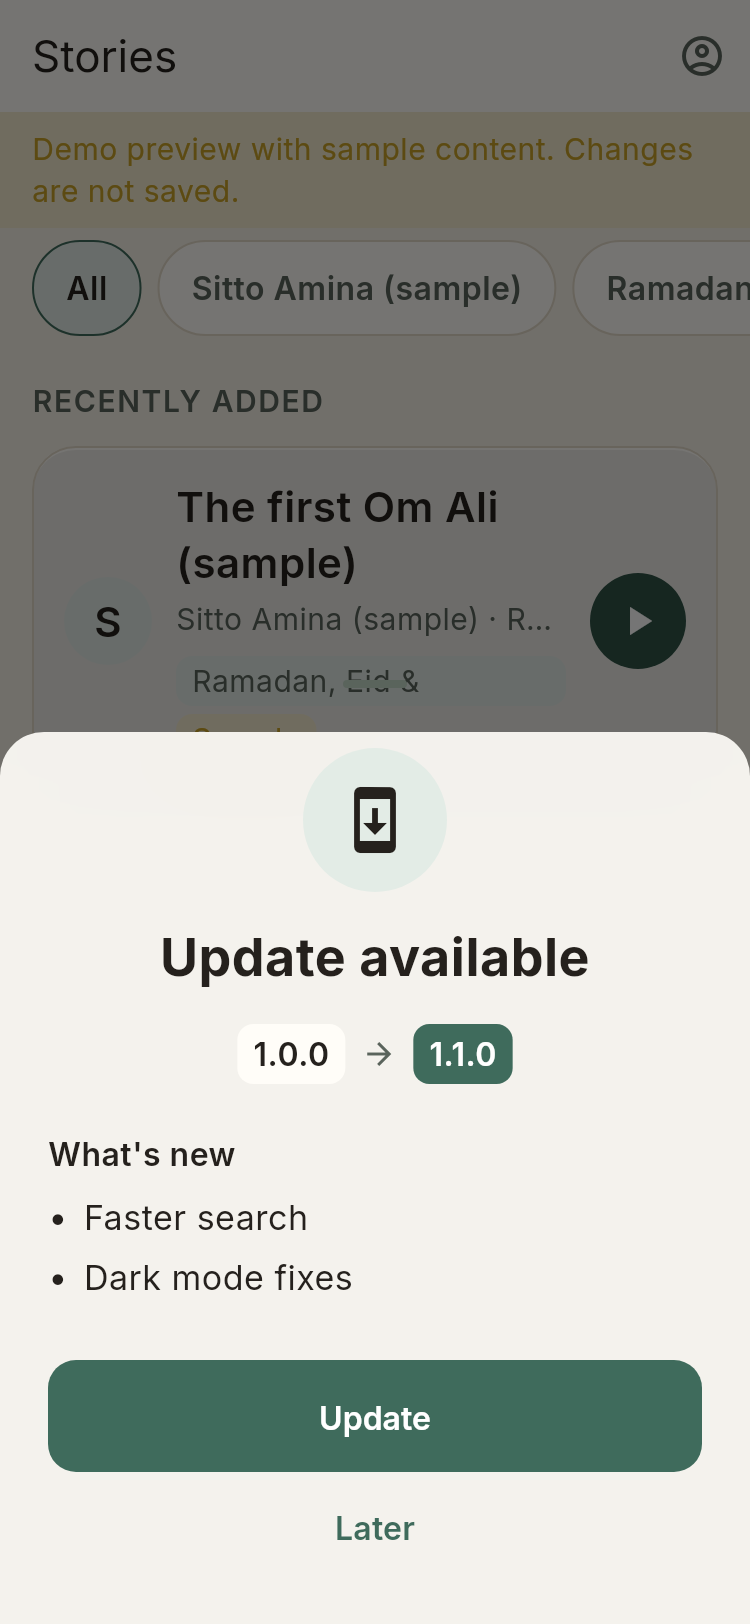 Stories
Demo preview with sample content. Changes
are not saved.
All
Sitto Amina (sample)
Ramadan
RECENTLY ADDED
The first Om Ali
(sample)
S
Sitto Amina (sample) · R...
Ramadan, Eid &
Update available
1.0.0 → 1.1.0
What's new
• Faster search
• Dark mode fixes
Update
Later